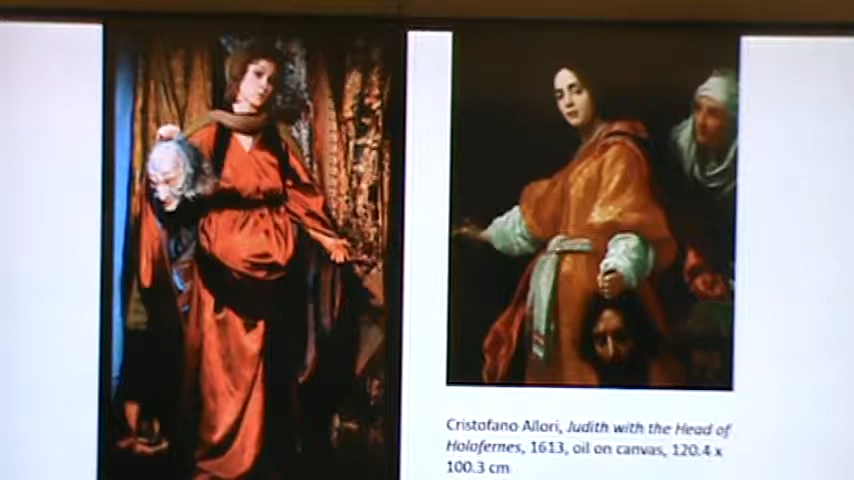 Cristofano Allori, Judith with the Head of
Holofernes, 1613, oil on canvas, 120.4 x
100.3 cm